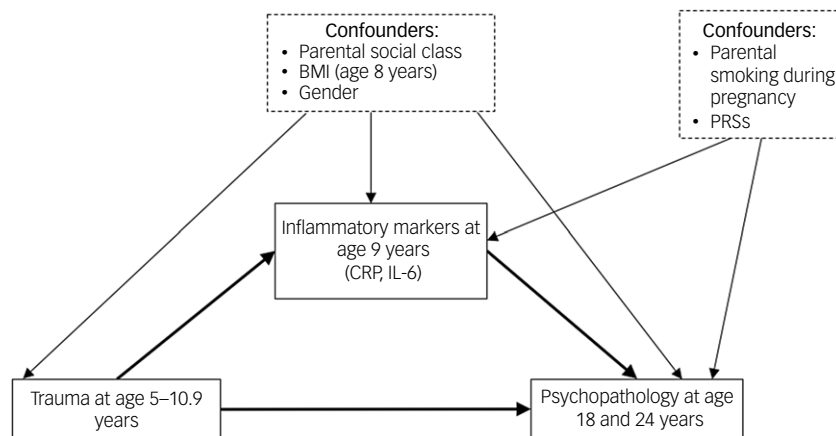 Confounders:
• Parental social class
• BMI (age 8 years)
• Gender
Confounders:
• Parental
smoking during
pregnancy
• PRSs
Inflammatory markers at
age 9 years
(CRP, IL-6)
Trauma at age 5–10.9
years
Psychopathology at age
18 and 24 years